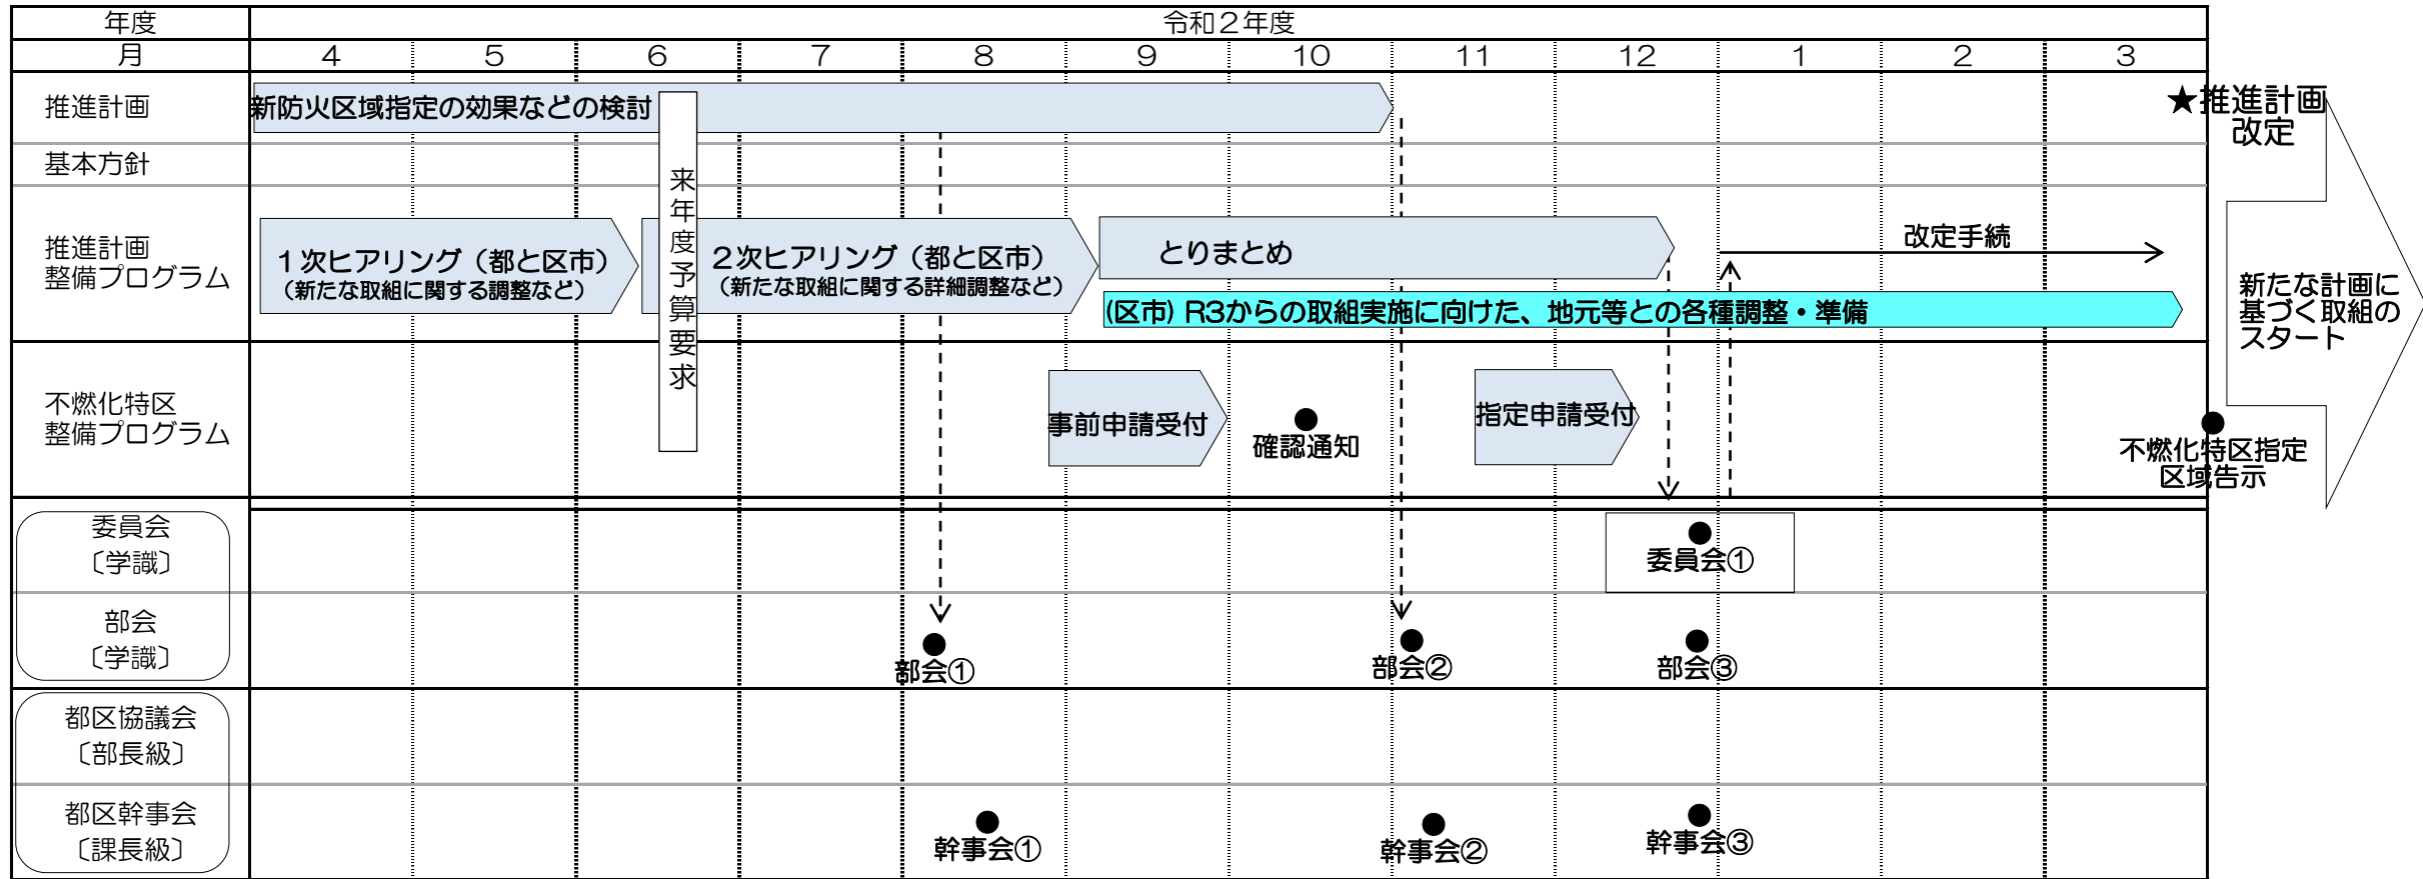 年度
令和２年度
月
4
5
6
7
8
9
10
11
12
1
2
3
推進計画
新防火区域指定の効果などの検討
★推進計画
改定
基本方針
来年度予算要求
推進計画
整備プログラム
１次ヒアリング（都と区市）
（新たな取組に関する調整など）
２次ヒアリング（都と区市）
（新たな取組に関する詳細調整など）
とりまとめ
改定手続
(区市) R3からの取組実施に向けた、地元等との各種調整・準備
新たな計画に
基づく取組の
スタート
不燃化特区
整備プログラム
事前申請受付
確認通知
指定申請受付
不燃化特区指定
区域告示
委員会
〔学識〕
委員会①
部会
〔学識〕
部会①
部会②
部会③
都区協議会
〔部長級〕
都区幹事会
〔課長級〕
幹事会①
幹事会②
幹事会③